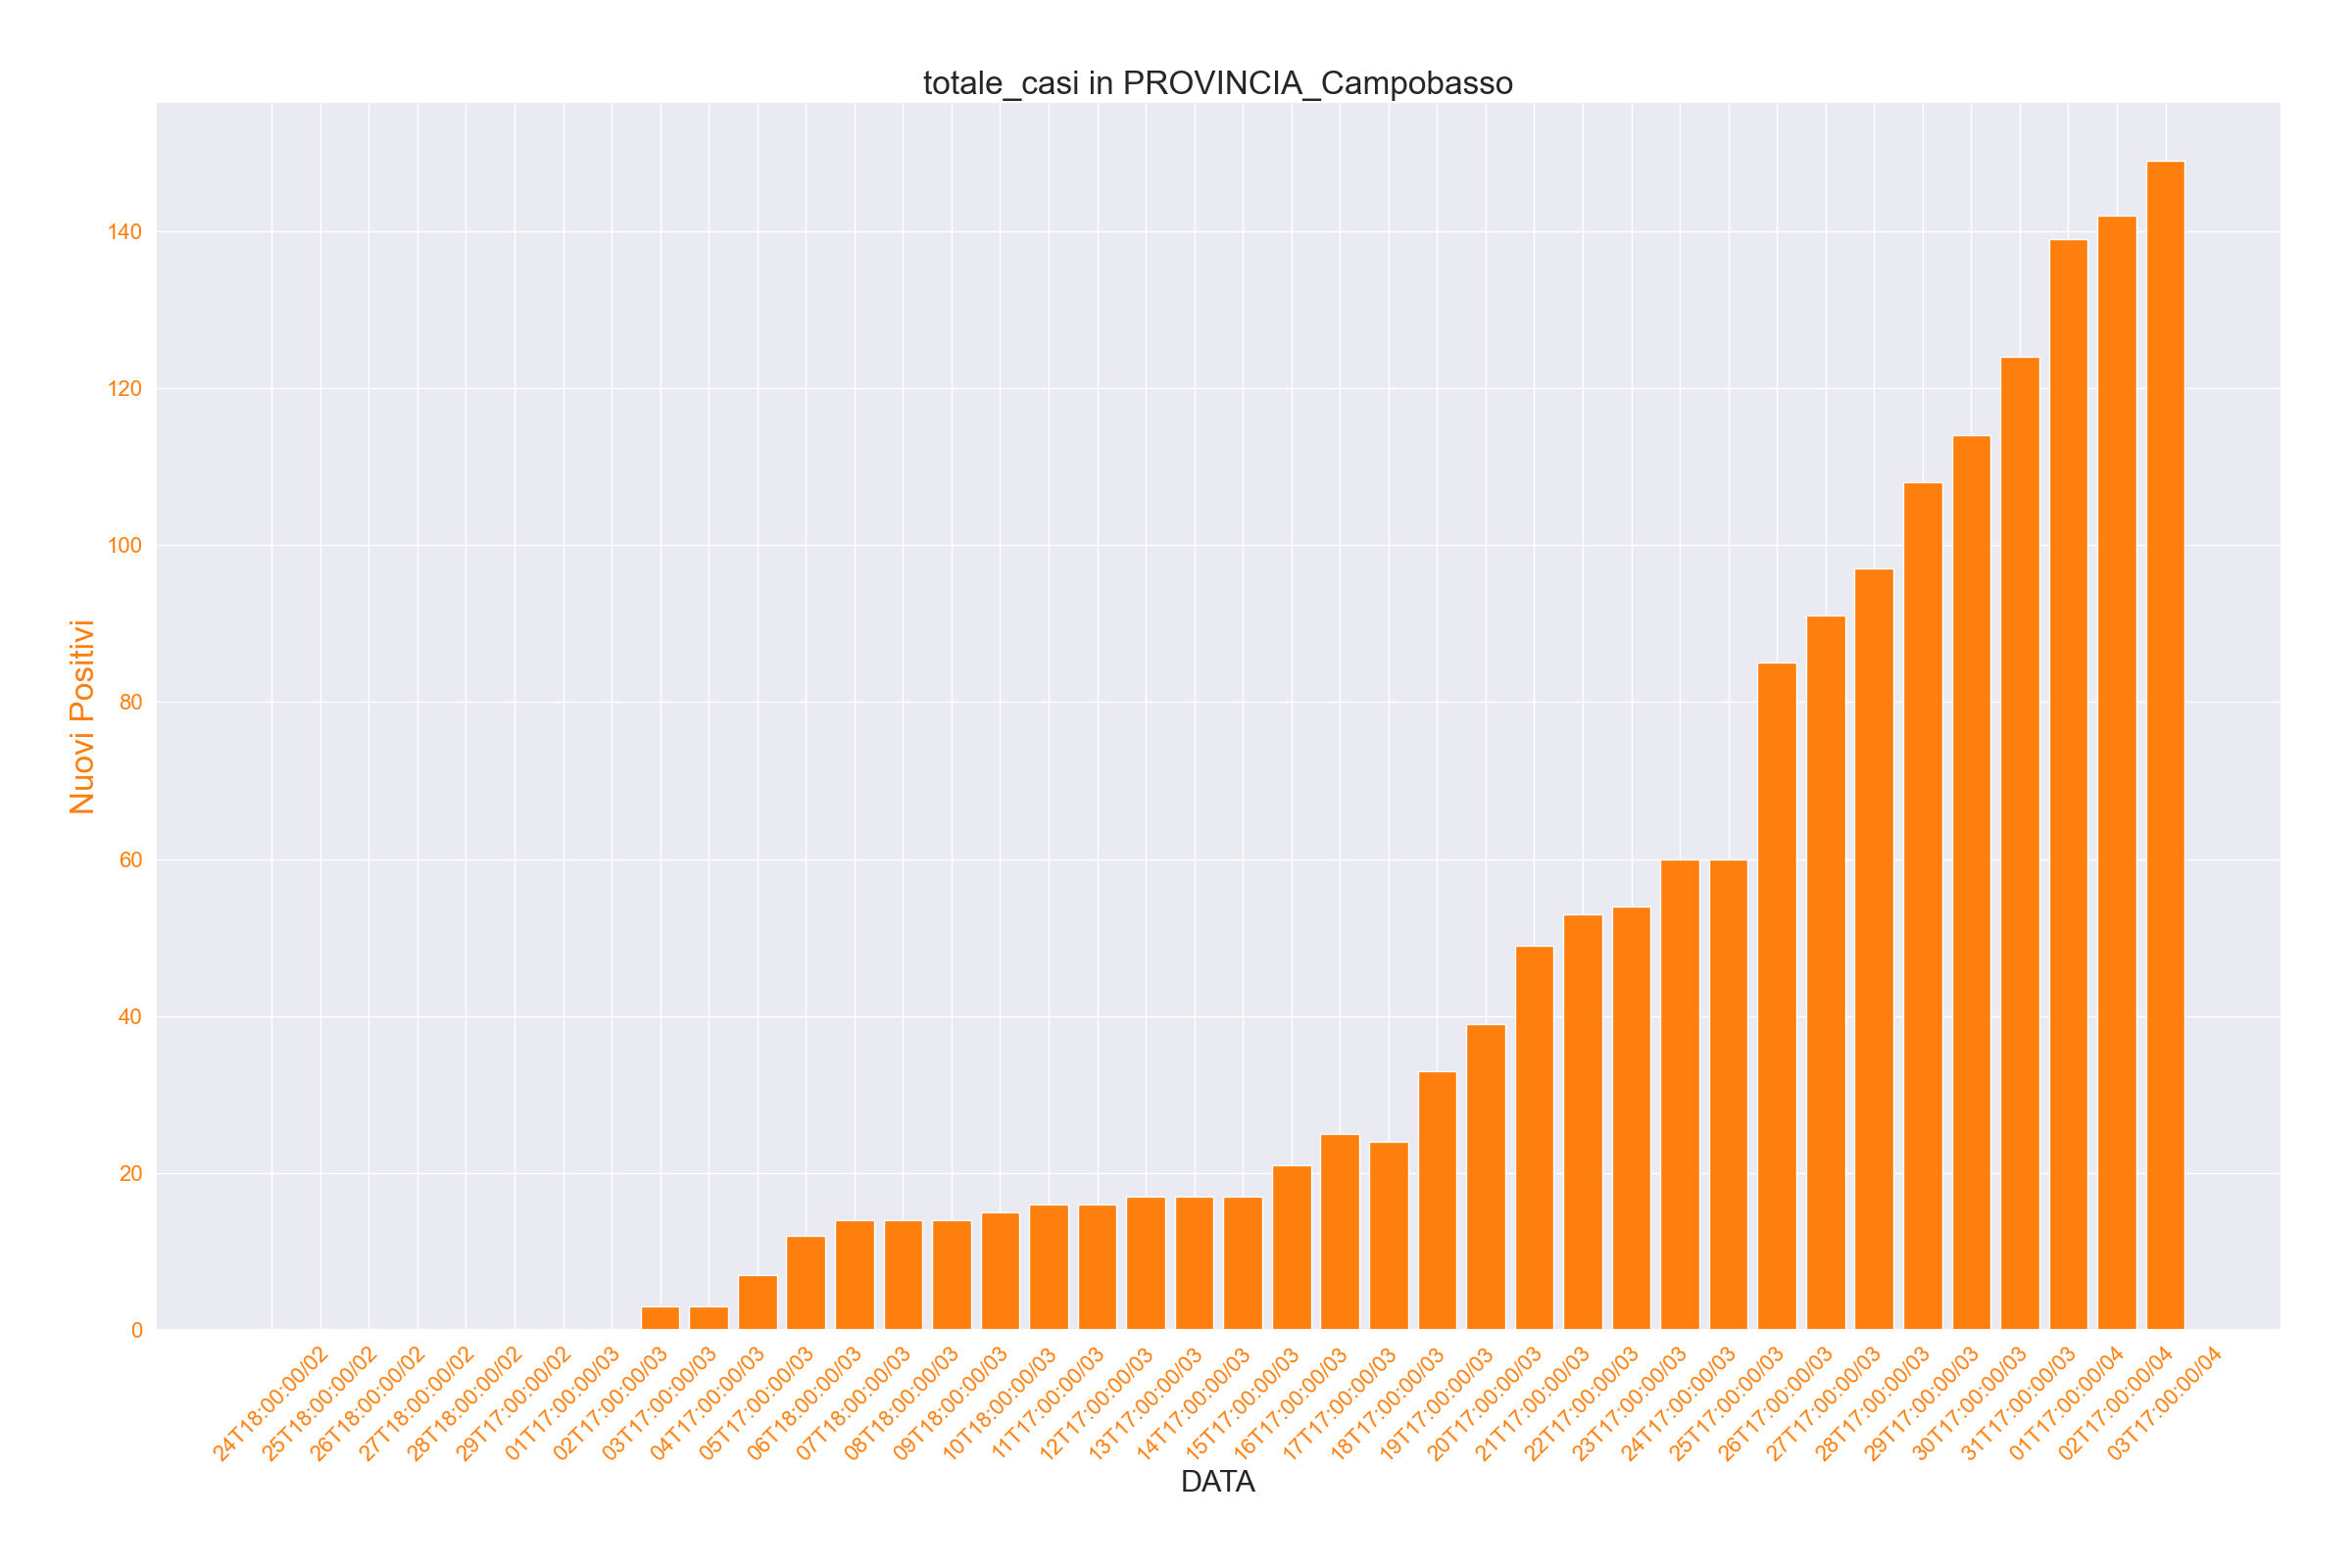 totale_casi in PROVINCIA_Campobasso
Nuovi Positivi
140
120
100
80
60
40
20
0
24T18:00:00/02
25T18:00:00/02
26T18:00:00/02
27T18:00:00/02
28T18:00:00/02
29T17:00:00/02
01T17:00:00/03
02T17:00:00/03
03T17:00:00/03
04T17:00:00/03
05T17:00:00/03
06T18:00:00/03
07T18:00:00/03
08T18:00:00/03
09T18:00:00/03
10T18:00:00/03
11T17:00:00/03
12T17:00:00/03
13T17:00:00/03
14T17:00:00/03
15T17:00:00/03
16T17:00:00/03
17T17:00:00/03
18T17:00:00/03
19T17:00:00/03
20T17:00:00/03
21T17:00:00/03
22T17:00:00/03
23T17:00:00/03
24T17:00:00/03
25T17:00:00/03
26T17:00:00/03
27T17:00:00/03
28T17:00:00/03
29T17:00:00/03
30T17:00:00/03
31T17:00:00/03
01T17:00:00/04
02T17:00:00/04
03T17:00:00/04
DATA